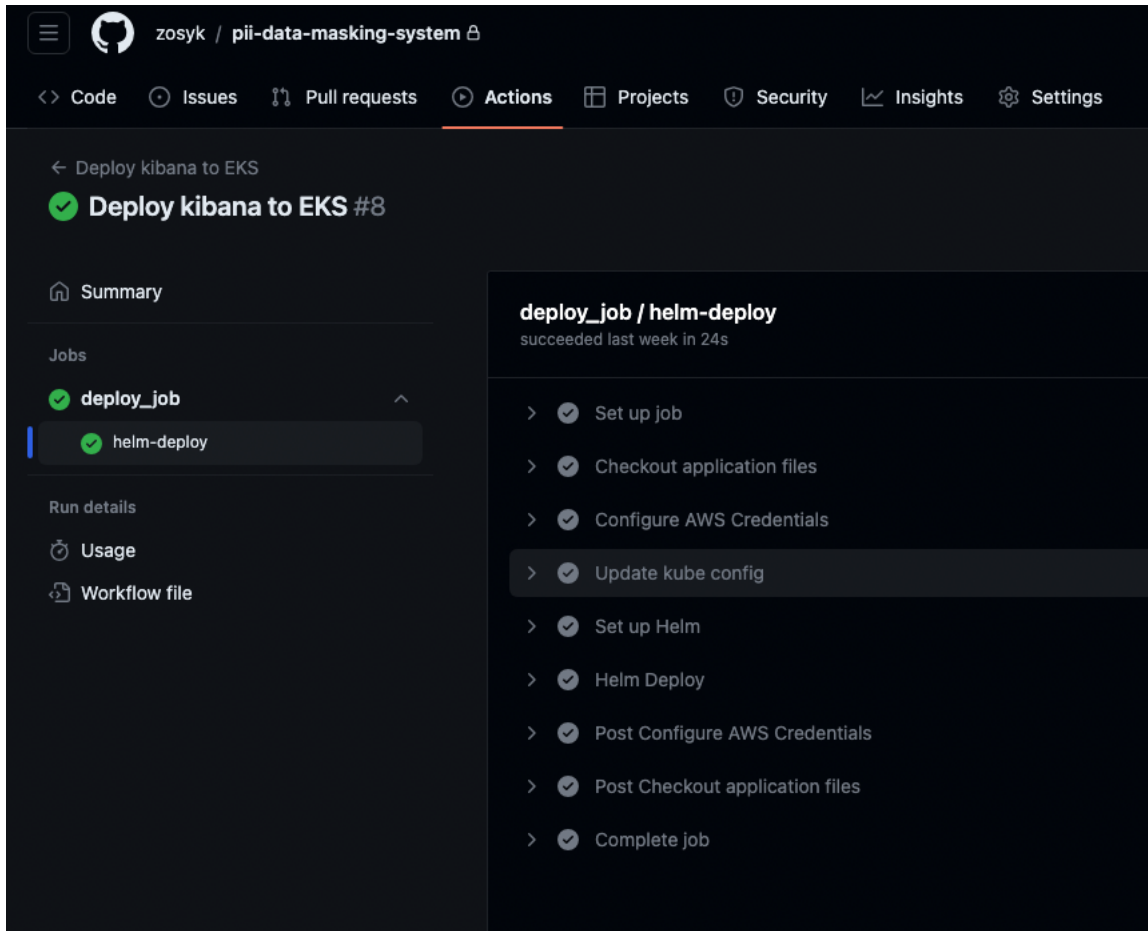 zosyk / pii-data-masking-system
Code Issues Pull requests Actions Projects Security Insights Settings
Deploy kibana to EKS
Deploy kibana to EKS #8
Summary
Jobs
deploy_job
helm-deploy
Run details
Usage
Workflow file
deploy_job / helm-deploy
succeeded last week in 24s
Set up job
Checkout application files
Configure AWS Credentials
Update kube config
Set up Helm
Helm Deploy
Post Configure AWS Credentials
Post Checkout application files
Complete job